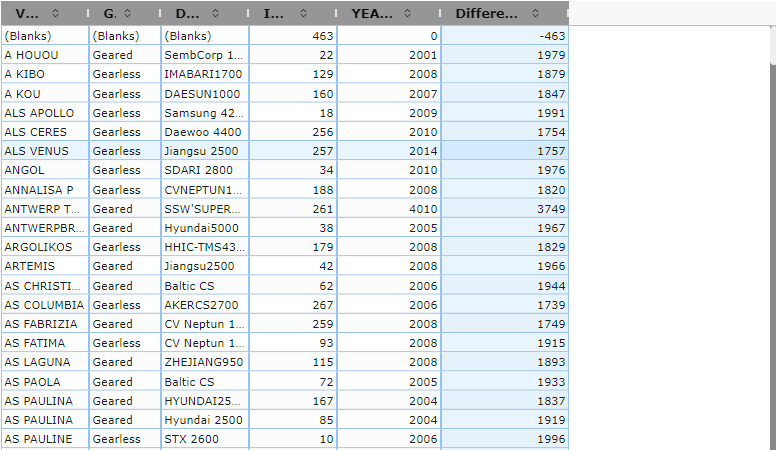 V... G. D... I... YEA... Differe...
(Blanks) (Blanks) (Blanks) 463 0 -463
A HOUOU Geared SembCorp 1... 22 2001 1979
A KIBO Gearless IMABARI1700 129 2008 1879
A KOU Gearless DAESUN1000 160 2007 1847
ALS APOLLO Gearless Samsung 42... 18 2009 1991
ALS CERES Gearless Daewoo 4400 256 2010 1754
ALS VENUS Gearless Jiangsu 2500 257 2014 1757
ANGOL Gearless SDARI 2800 34 2010 1976
ANNALISA P Gearless CVNEPTUN1... 188 2008 1820
ANTWERP T... Geared SSW'SUPER... 261 4010 3749
ANTWERPBR... Geared Hyundai5000 38 2005 1967
ARGOLIKOS Gearless HHIC-TMS43... 179 2008 1829
ARTEMIS Geared Jiangsu2500 42 2008 1966
AS CHRISTI... Geared Baltic CS 62 2006 1944
AS COLUMBIA Gearless AKERCS2700 267 2006 1739
AS FABRIZIA Geared CV Neptun 1... 259 2008 1749
AS FATIMA Gearless CV Neptun 1... 93 2008 1915
AS LAGUNA Geared ZHEJIANG950 115 2008 1893
AS PAOLA Geared Baltic CS 72 2005 1933
AS PAULINA Geared HYUNDAI25... 167 2004 1837
AS PAULINA Geared Hyundai 2500 85 2004 1919
AS PAULINE Gearless STX 2600 10 2006 1996